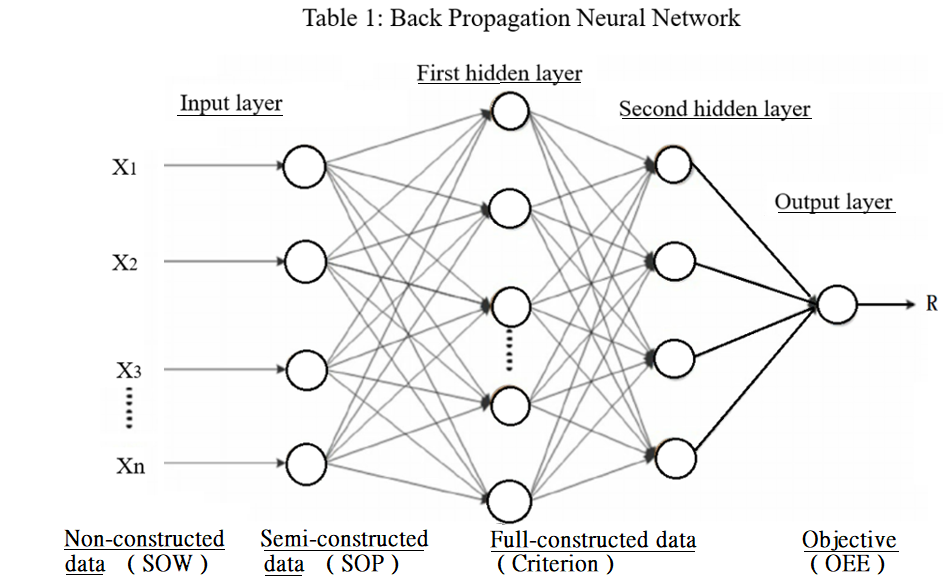 Table 1: Back Propagation Neural Network
First hidden layer
Input layer
Second hidden layer
Output layer
X1
X2
X3
Xn
R
Non-constructed
data ( SOW )
Semi-constructed
data ( SOP )
Full-constructed data
( Criterion )
Objective
( OEE )